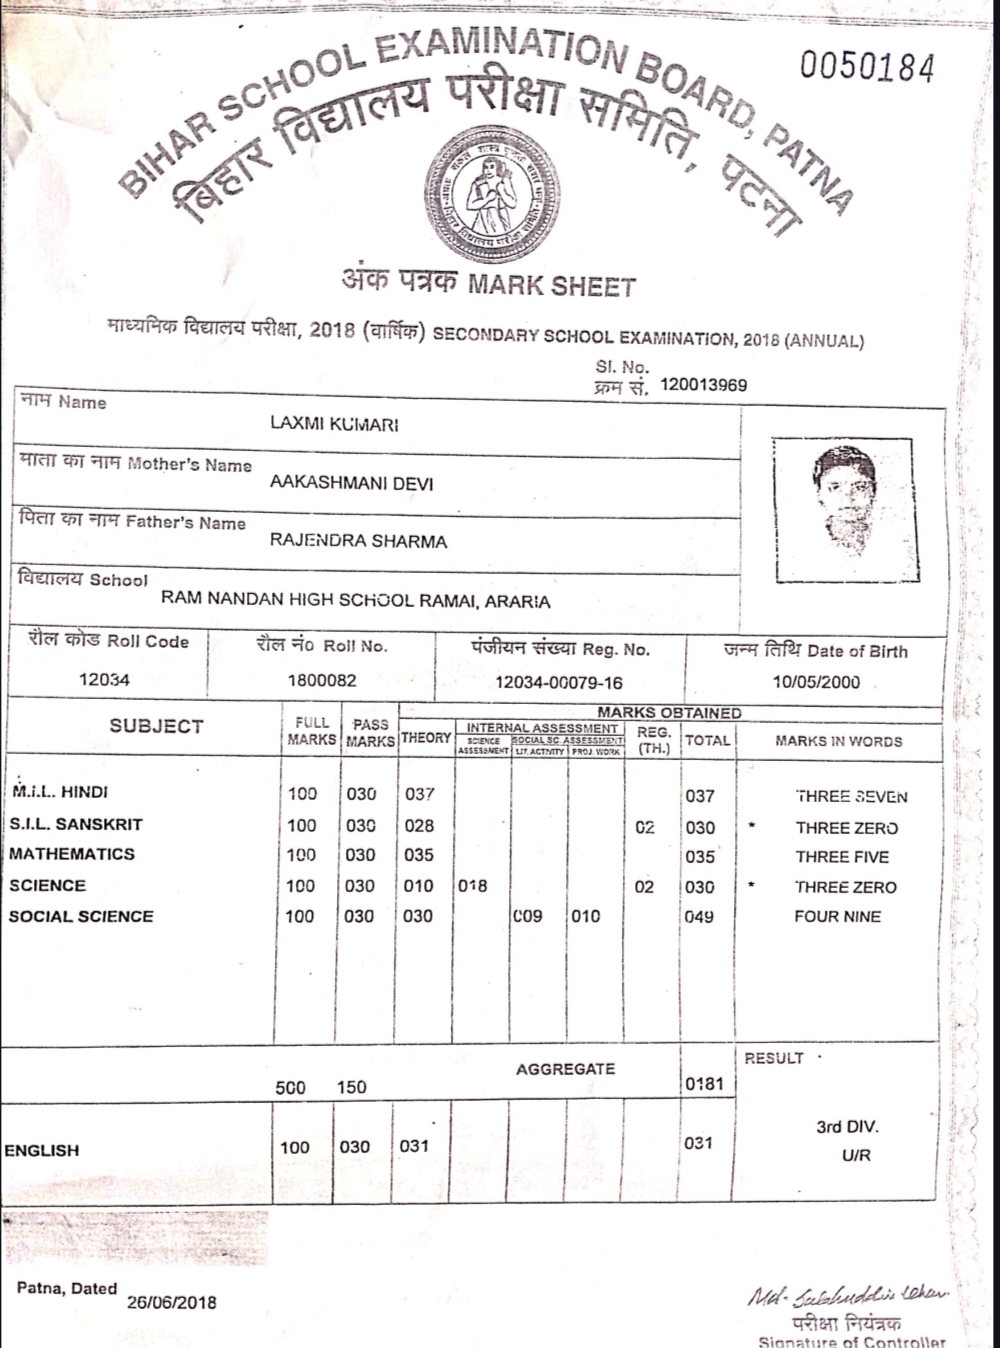 0050184
BIHAR SCHOOL EXAMINATION BOARD, PATNA
बिहार विद्यालय परीक्षा समिति, पटना
अंक पत्रक MARK SHEET
माध्यमिक विद्यालय परीक्षा, 2018 (वार्षिक) SECONDARY SCHOOL EXAMINATION, 2018 (ANNUAL)
Sl. No.
क्रम सं. 120013969
नाम Name
LAXMI KUMARI
माता का नाम Mother's Name
AAKASHMANI DEVI
पिता का नाम Father's Name
RAJENDRA SHARMA
विद्यालय School
RAM NANDAN HIGH SCHOOL RAMAI, ARARIA
रौल कोड Roll Code रौल नं० Roll No. पंजीयन संख्या Reg. No. जन्म तिथि Date of Birth
12034 1800082 12034-00079-16 10/05/2000
SUBJECT FULL MARKS PASS MARKS MARKS OBTAINED
THEORY INTERNAL ASSESSMENT REG. (TH.) TOTAL MARKS IN WORDS
SCIENCE ASSESSMENT SOCIAL SC. ASSESSMENT
LIT. ACTIVITY PROJ. WORK
M.I.L. HINDI 100 030 037 037 THREE SEVEN
S.I.L. SANSKRIT 100 030 028 02 030 * THREE ZERO
MATHEMATICS 100 030 035 035 THREE FIVE
SCIENCE 100 030 010 018 02 030 * THREE ZERO
SOCIAL SCIENCE 100 030 030 009 010 049 FOUR NINE
500 150 AGGREGATE 0181 RESULT
3rd DIV.
ENGLISH 100 030 031 031
U/R
Patna, Dated 26/06/2018
परीक्षा नियंत्रक
Signature of Controller